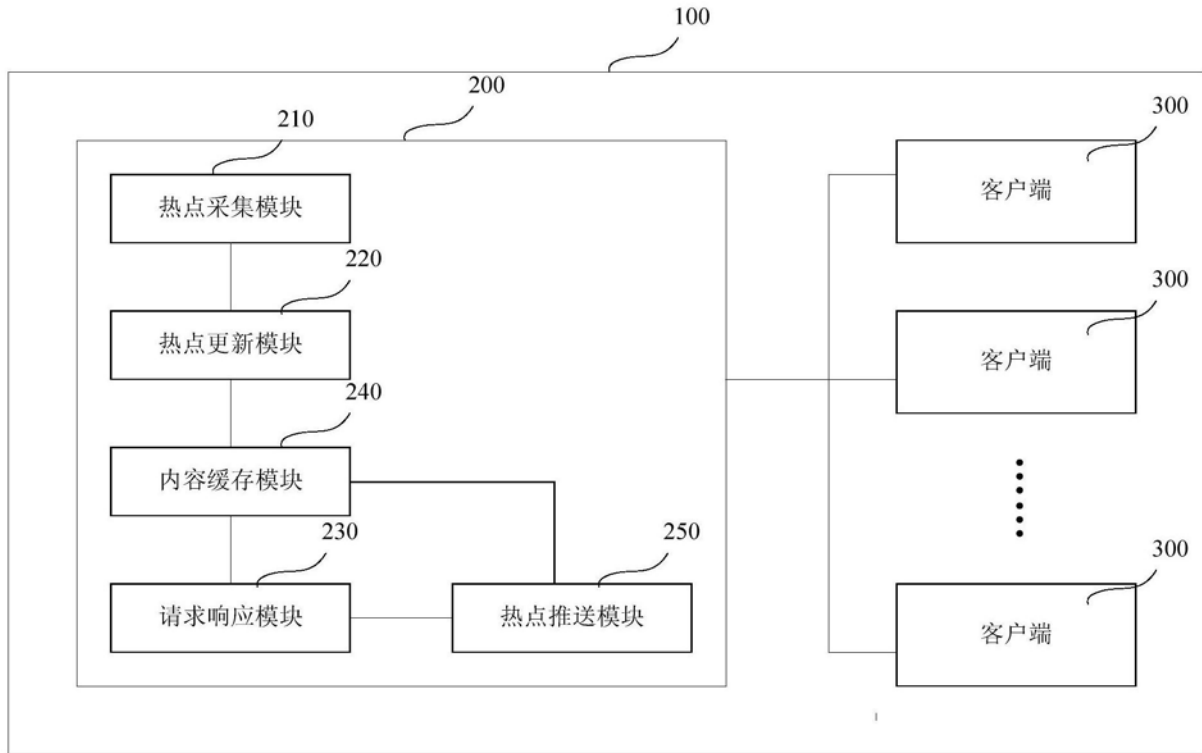 100
200
210
热点采集模块
220
热点更新模块
240
内容缓存模块
230
请求响应模块
250
热点推送模块
300
客户端
300
客户端
300
客户端